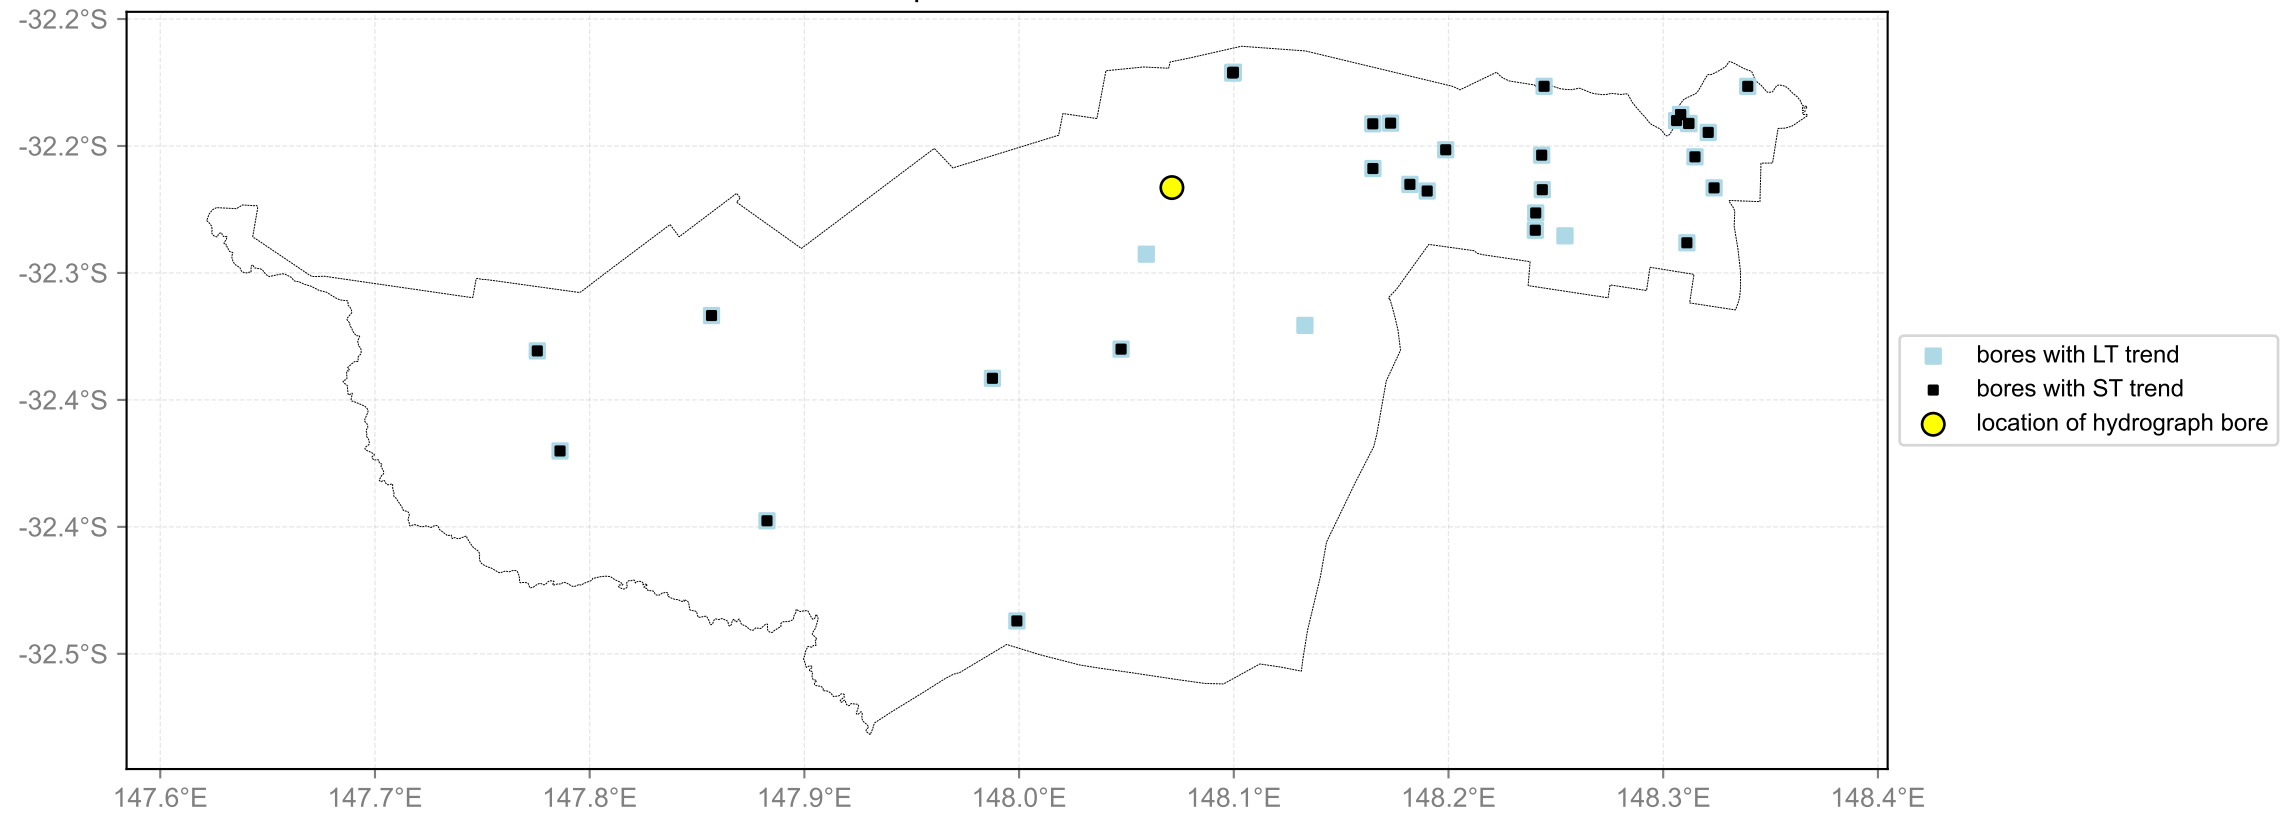 -32.2°S
-32.2°S
-32.3°S
-32.4°S
-32.4°S
-32.5°S
147.6°E 147.7°E 147.8°E 147.9°E 148.0°E 148.1°E 148.2°E 148.3°E 148.4°E
bores with LT trend
bores with ST trend
location of hydrograph bore